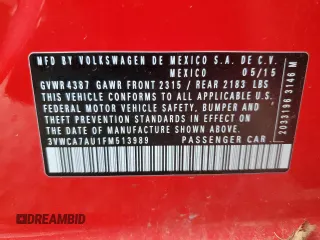 MFD BY VOLKSWAGEN DE MEXICO S.A. DE C.V.
MEXICO 05/15
GVWR 4387 GAWR FRONT 2315 / REAR 2183 LBS
THIS VEHICLE CONFORMS TO ALL APPLICABLE U.S.
FEDERAL MOTOR VEHICLE SAFETY, BUMPER AND
THEFT PREVENTION STANDARDS IN EFFECT ON
THE DATE OF MANUFACTURE SHOWN ABOVE.
3VWCA7AU1FM513989 PASSENGER CAR
2033196 3146 M
DREAMBID